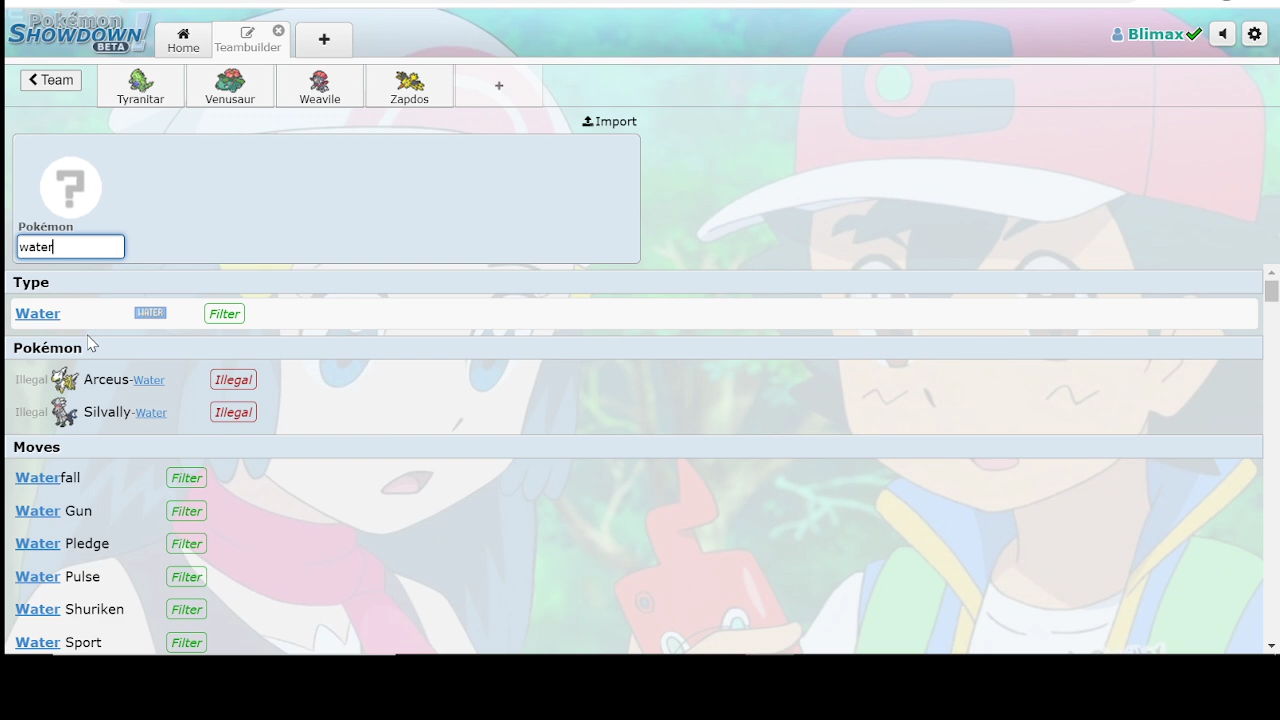 Pokémon
SHOWDOWN!
BETA
Home
Teambuilder
+
Blimax
Team
Tyranitar
Venusaur
Weavile
Zapdos
+
Import
?
Pokémon
water
Type
Water WATER Filter
Pokémon
Illegal Arceus-Water Illegal
Illegal Silvally-Water Illegal
Moves
Waterfall Filter
Water Gun Filter
Water Pledge Filter
Water Pulse Filter
Water Shuriken Filter
Water Sport Filter